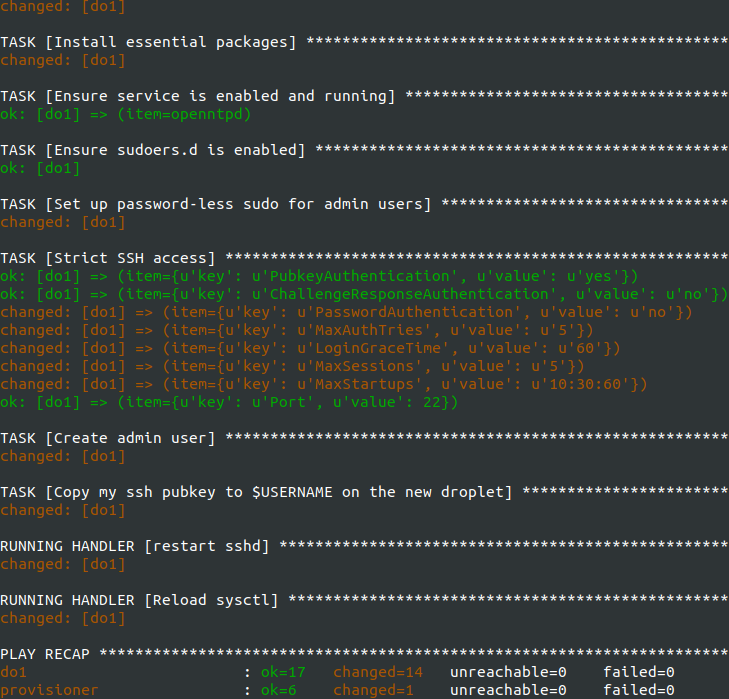 changed: [do1]
TASK [Install essential packages] ***********************************************
changed: [do1]
TASK [Ensure service is enabled and running] ************************************
ok: [do1] => (item=openntpd)
TASK [Ensure sudoers.d is enabled] **********************************************
ok: [do1]
TASK [Set up password-less sudo for admin users] ********************************
changed: [do1]
TASK [Strict SSH access] ********************************************************
ok: [do1] => (item={u'key': u'PubkeyAuthentication', u'value': u'yes'})
ok: [do1] => (item={u'key': u'ChallengeResponseAuthentication', u'value': u'no'})
changed: [do1] => (item={u'key': u'PasswordAuthentication', u'value': u'no'})
changed: [do1] => (item={u'key': u'MaxAuthTries', u'value': u'5'})
changed: [do1] => (item={u'key': u'LoginGraceTime', u'value': u'60'})
changed: [do1] => (item={u'key': u'MaxSessions', u'value': u'5'})
changed: [do1] => (item={u'key': u'MaxStartups', u'value': u'10:30:60'})
ok: [do1] => (item={u'key': u'Port', u'value': 22})
TASK [Create admin user] ********************************************************
changed: [do1]
TASK [Copy my ssh pubkey to $USERNAME on the new droplet] ***********************
changed: [do1]
RUNNING HANDLER [restart sshd] **************************************************
changed: [do1]
RUNNING HANDLER [Reload sysctl] *************************************************
changed: [do1]
PLAY RECAP **********************************************************************
do1                        : ok=17   changed=14   unreachable=0    failed=0
provisioner                : ok=6    changed=1    unreachable=0    failed=0